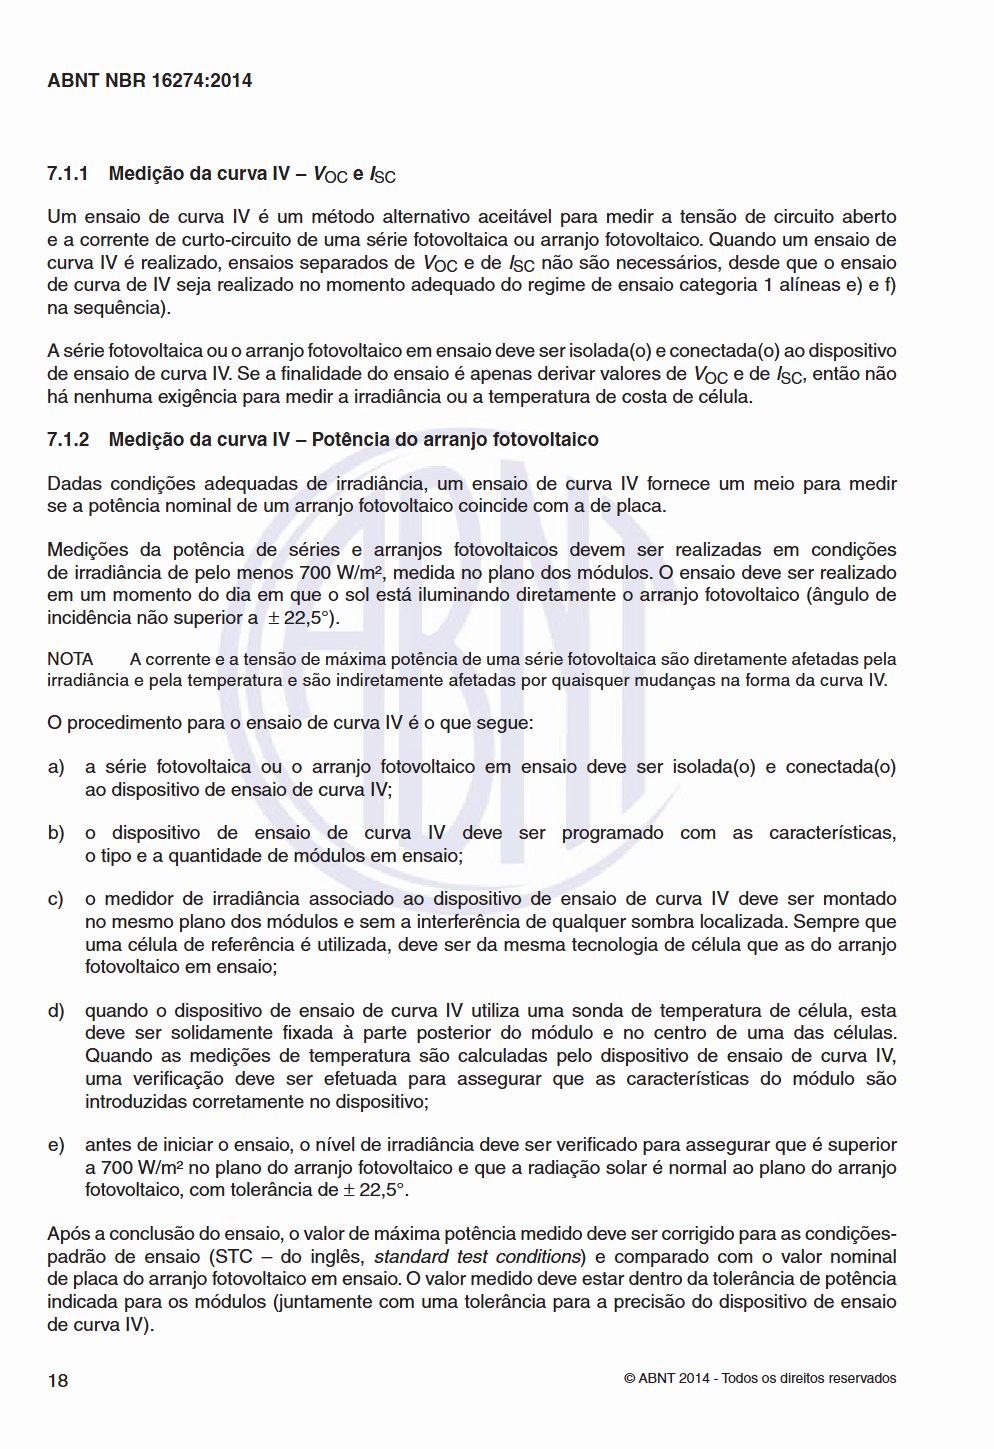 ABNT NBR 16274:2014
7.1.1 Medição da curva IV – VOC e ISC
Um ensaio de curva IV é um método alternativo aceitável para medir a tensão de circuito aberto
e a corrente de curto-circuito de uma série fotovoltaica ou arranjo fotovoltaico. Quando um ensaio de
curva IV é realizado, ensaios separados de VOC e de ISC não são necessários, desde que o ensaio
de curva de IV seja realizado no momento adequado do regime de ensaio categoria 1 alíneas e) e f)
na sequência).
A série fotovoltaica ou o arranjo fotovoltaico em ensaio deve ser isolada(o) e conectada(o) ao dispositivo
de ensaio de curva IV. Se a finalidade do ensaio é apenas derivar valores de VOC e de ISC, então não
há nenhuma exigência para medir a irradiância ou a temperatura de costa de célula.
7.1.2 Medição da curva IV – Potência do arranjo fotovoltaico
Dadas condições adequadas de irradiância, um ensaio de curva IV fornece um meio para medir
se a potência nominal de um arranjo fotovoltaico coincide com a de placa.
Medições da potência de séries e arranjos fotovoltaicos devem ser realizadas em condições
de irradiância de pelo menos 700 W/m², medida no plano dos módulos. O ensaio deve ser realizado
em um momento do dia em que o sol está iluminando diretamente o arranjo fotovoltaico (ângulo de
incidência não superior a ± 22,5°).
NOTA A corrente e a tensão de máxima potência de uma série fotovoltaica são diretamente afetadas pela
irradiância e pela temperatura e são indiretamente afetadas por quaisquer mudanças na forma da curva IV.
O procedimento para o ensaio de curva IV é o que segue:
a) a série fotovoltaica ou o arranjo fotovoltaico em ensaio deve ser isolada(o) e conectada(o)
ao dispositivo de ensaio de curva IV;
b) o dispositivo de ensaio de curva IV deve ser programado com as características,
o tipo e a quantidade de módulos em ensaio;
c) o medidor de irradiância associado ao dispositivo de ensaio de curva IV deve ser montado
no mesmo plano dos módulos e sem a interferência de qualquer sombra localizada. Sempre que
uma célula de referência é utilizada, deve ser da mesma tecnologia de célula que as do arranjo
fotovoltaico em ensaio;
d) quando o dispositivo de ensaio de curva IV utiliza uma sonda de temperatura de célula, esta
deve ser solidamente fixada à parte posterior do módulo e no centro de uma das células.
Quando as medições de temperatura são calculadas pelo dispositivo de ensaio de curva IV,
uma verificação deve ser efetuada para assegurar que as características do módulo são
introduzidas corretamente no dispositivo;
e) antes de iniciar o ensaio, o nível de irradiância deve ser verificado para assegurar que é superior
a 700 W/m² no plano do arranjo fotovoltaico e que a radiação solar é normal ao plano do arranjo
fotovoltaico, com tolerância de ± 22,5°.
Após a conclusão do ensaio, o valor de máxima potência medido deve ser corrigido para as condições-
padrão de ensaio (STC – do inglês, standard test conditions) e comparado com o valor nominal
de placa do arranjo fotovoltaico em ensaio. O valor medido deve estar dentro da tolerância de potência
indicada para os módulos (juntamente com uma tolerância para a precisão do dispositivo de ensaio
de curva IV).
18 © ABNT 2014 - Todos os direitos reservados
ABNT